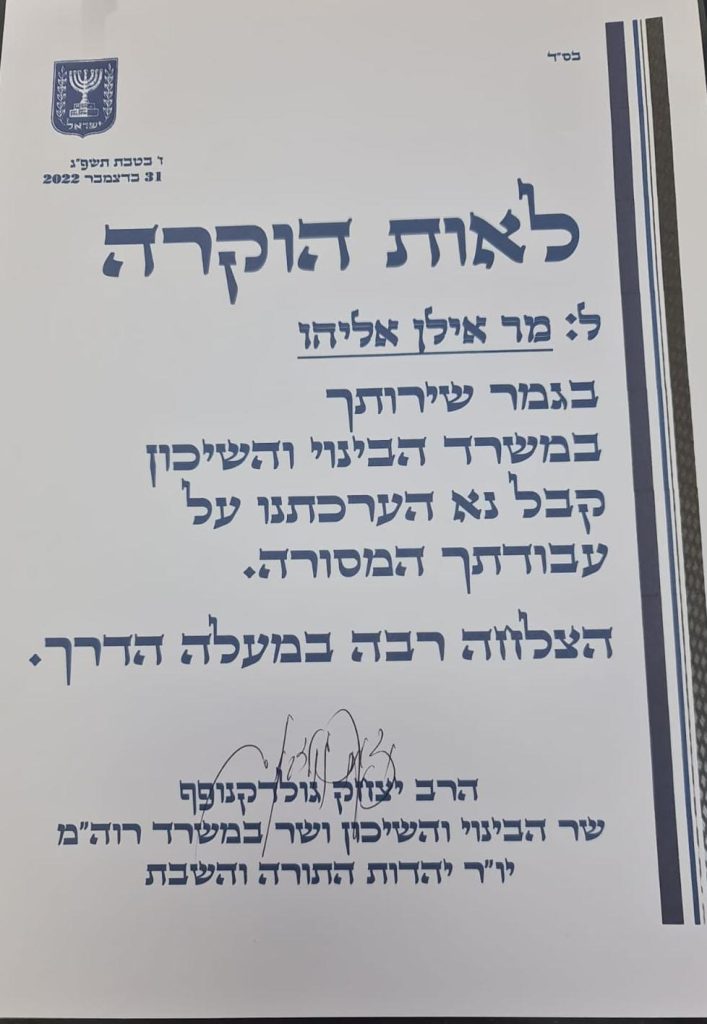 בס"ד
ישראל
ז' בטבת תשפ"ג
31 בדצמבר 2022
לאות הוקרה
ל: מר אילן אליהו
בגמר שירותך
במשרד הבינוי והשיכון
קבל נא הערכתנו על
עבודתך המסורה.
הצלחה רבה במעלה הדרך.
הרב יצחק גולדקנופף
שר הבינוי והשיכון ושר במשרד רוה"מ
יו"ר יהדות התורה והשבת